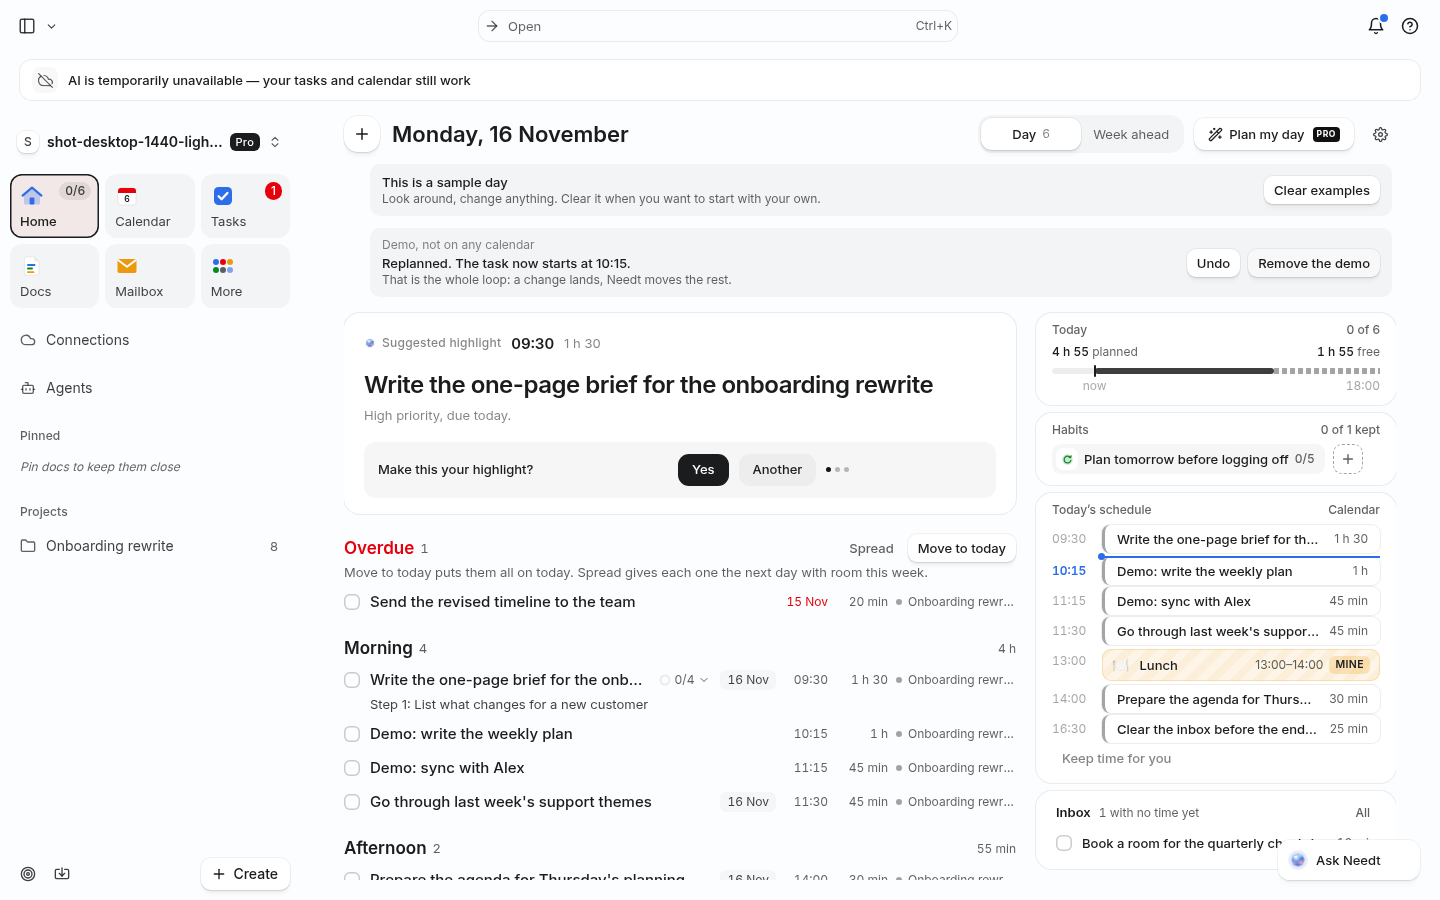 Open
Ctrl+K
AI is temporarily unavailable — your tasks and calendar still work
S shot-desktop-1440-ligh... Pro
0/6
Home
6
Calendar
1
Tasks
Docs
Mailbox
More
Connections
Agents
Pinned
Pin docs to keep them close
Projects
Onboarding rewrite 8
Create
Monday, 16 November
Day 6
Week ahead
Plan my day PRO
This is a sample day
Look around, change anything. Clear it when you want to start with your own.
Clear examples
Demo, not on any calendar
Replanned. The task now starts at 10:15.
That is the whole loop: a change lands, Needt moves the rest.
Undo
Remove the demo
Suggested highlight 09:30 1 h 30
Write the one-page brief for the onboarding rewrite
High priority, due today.
Make this your highlight?
Yes
Another
Overdue 1
Spread
Move to today
Move to today puts them all on today. Spread gives each one the next day with room this week.
Send the revised timeline to the team 15 Nov 20 min Onboarding rewr...
Morning 4 4 h
Write the one-page brief for the onb... 0/4 16 Nov 09:30 1 h 30 Onboarding rewr...
Step 1: List what changes for a new customer
Demo: write the weekly plan 10:15 1 h Onboarding rewr...
Demo: sync with Alex 11:15 45 min Onboarding rewr...
Go through last week's support themes 16 Nov 11:30 45 min Onboarding rewr...
Afternoon 2 55 min
Prepare the agenda for Thursday's planning 16 Nov 14:00 30 min Onboarding rewr...
Today 0 of 6
4 h 55 planned 1 h 55 free
now 18:00
Habits 0 of 1 kept
Plan tomorrow before logging off 0/5
Today's schedule Calendar
09:30 Write the one-page brief for th... 1 h 30
10:15 Demo: write the weekly plan 1 h
11:15 Demo: sync with Alex 45 min
11:30 Go through last week's suppor... 45 min
13:00 Lunch 13:00–14:00 MINE
14:00 Prepare the agenda for Thurs... 30 min
16:30 Clear the inbox before the end... 25 min
Keep time for you
Inbox 1 with no time yet All
Book a room for the quarterly
Ask Needt